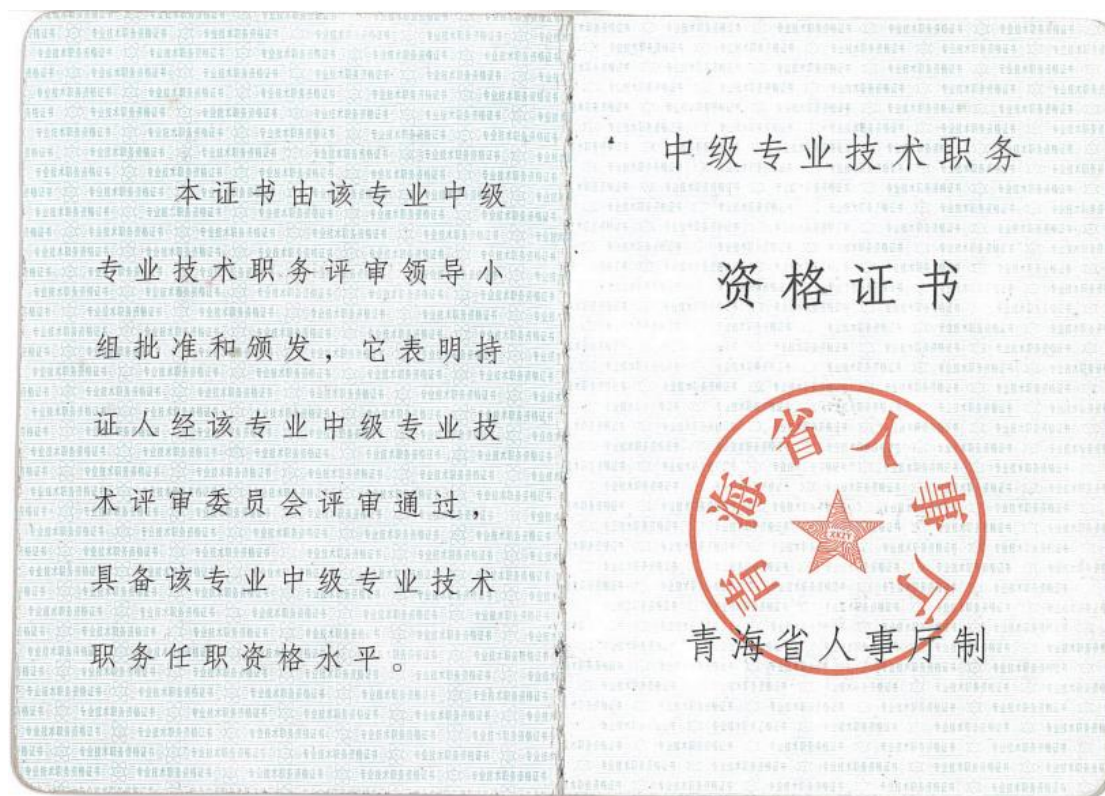 本证书由该专业中级
专业技术职务评审领导小
组批准和颁发，它表明持
证人经该专业中级专业技
术评审委员会评审通过，
具备该专业中级专业技术
职务任职资格水平。
中级专业技术职务
资格证书
青海省人事厅
青海省人事厅制